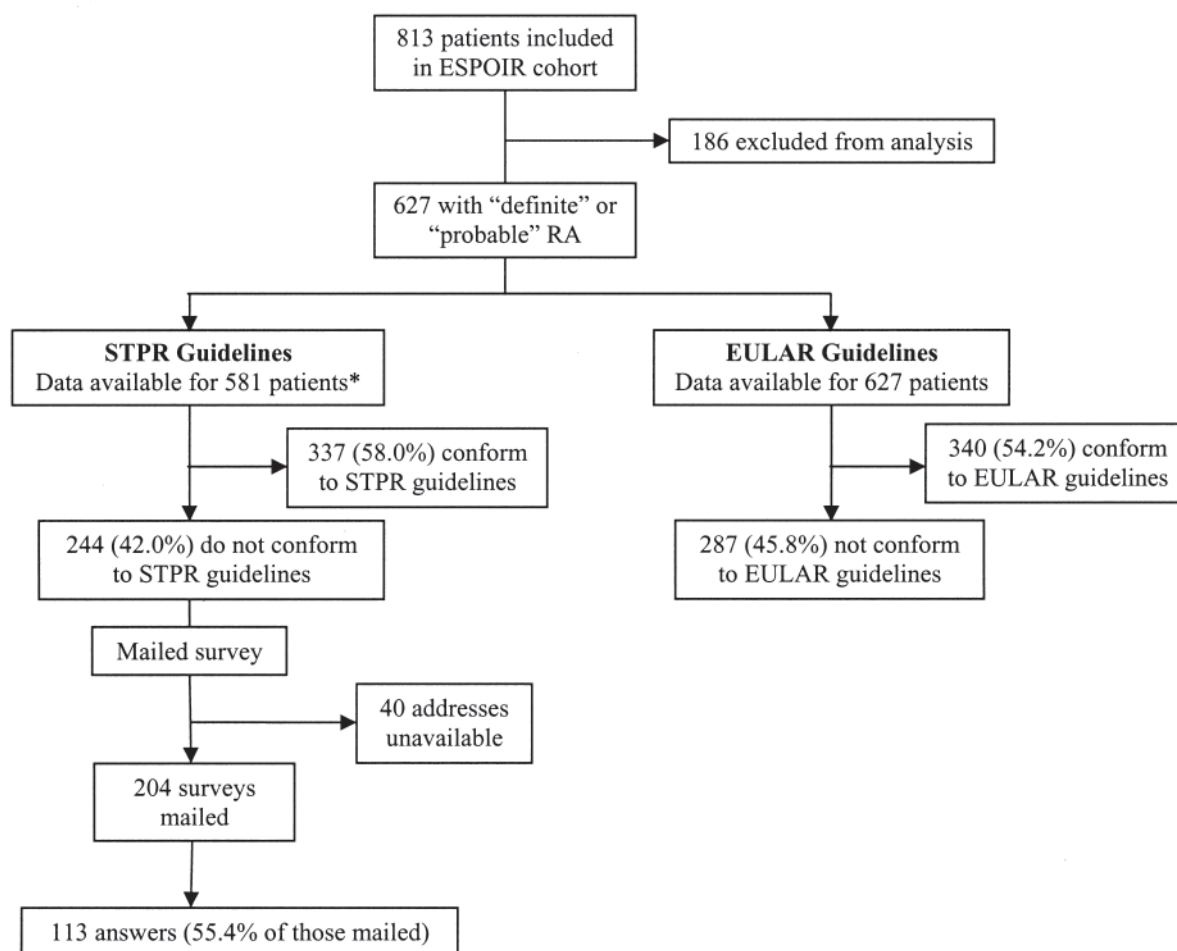 813 patients included
in ESPOIR cohort
186 excluded from analysis
627 with “definite” or
“probable” RA
STPR Guidelines
Data available for 581 patients*
EULAR Guidelines
Data available for 627 patients
337 (58.0%) conform
to STPR guidelines
340 (54.2%) conform
to EULAR guidelines
244 (42.0%) do not conform
to STPR guidelines
287 (45.8%) not conform
to EULAR guidelines
Mailed survey
40 addresses
unavailable
204 surveys
mailed
113 answers (55.4% of those mailed)